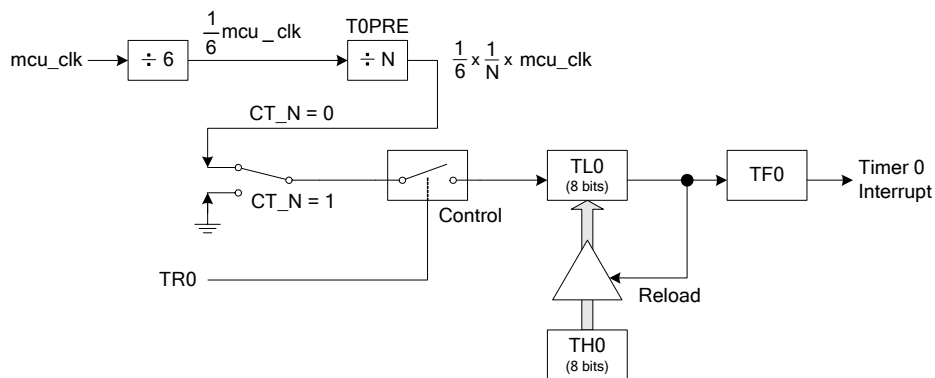 mcu_clk
÷ 6
1/6 mcu_clk
T0PRE
÷ N
1/6 x 1/N x mcu_clk
CT_N = 0
CT_N = 1
Control
TR0
TL0
(8 bits)
TF0
Timer 0
Interrupt
Reload
TH0
(8 bits)